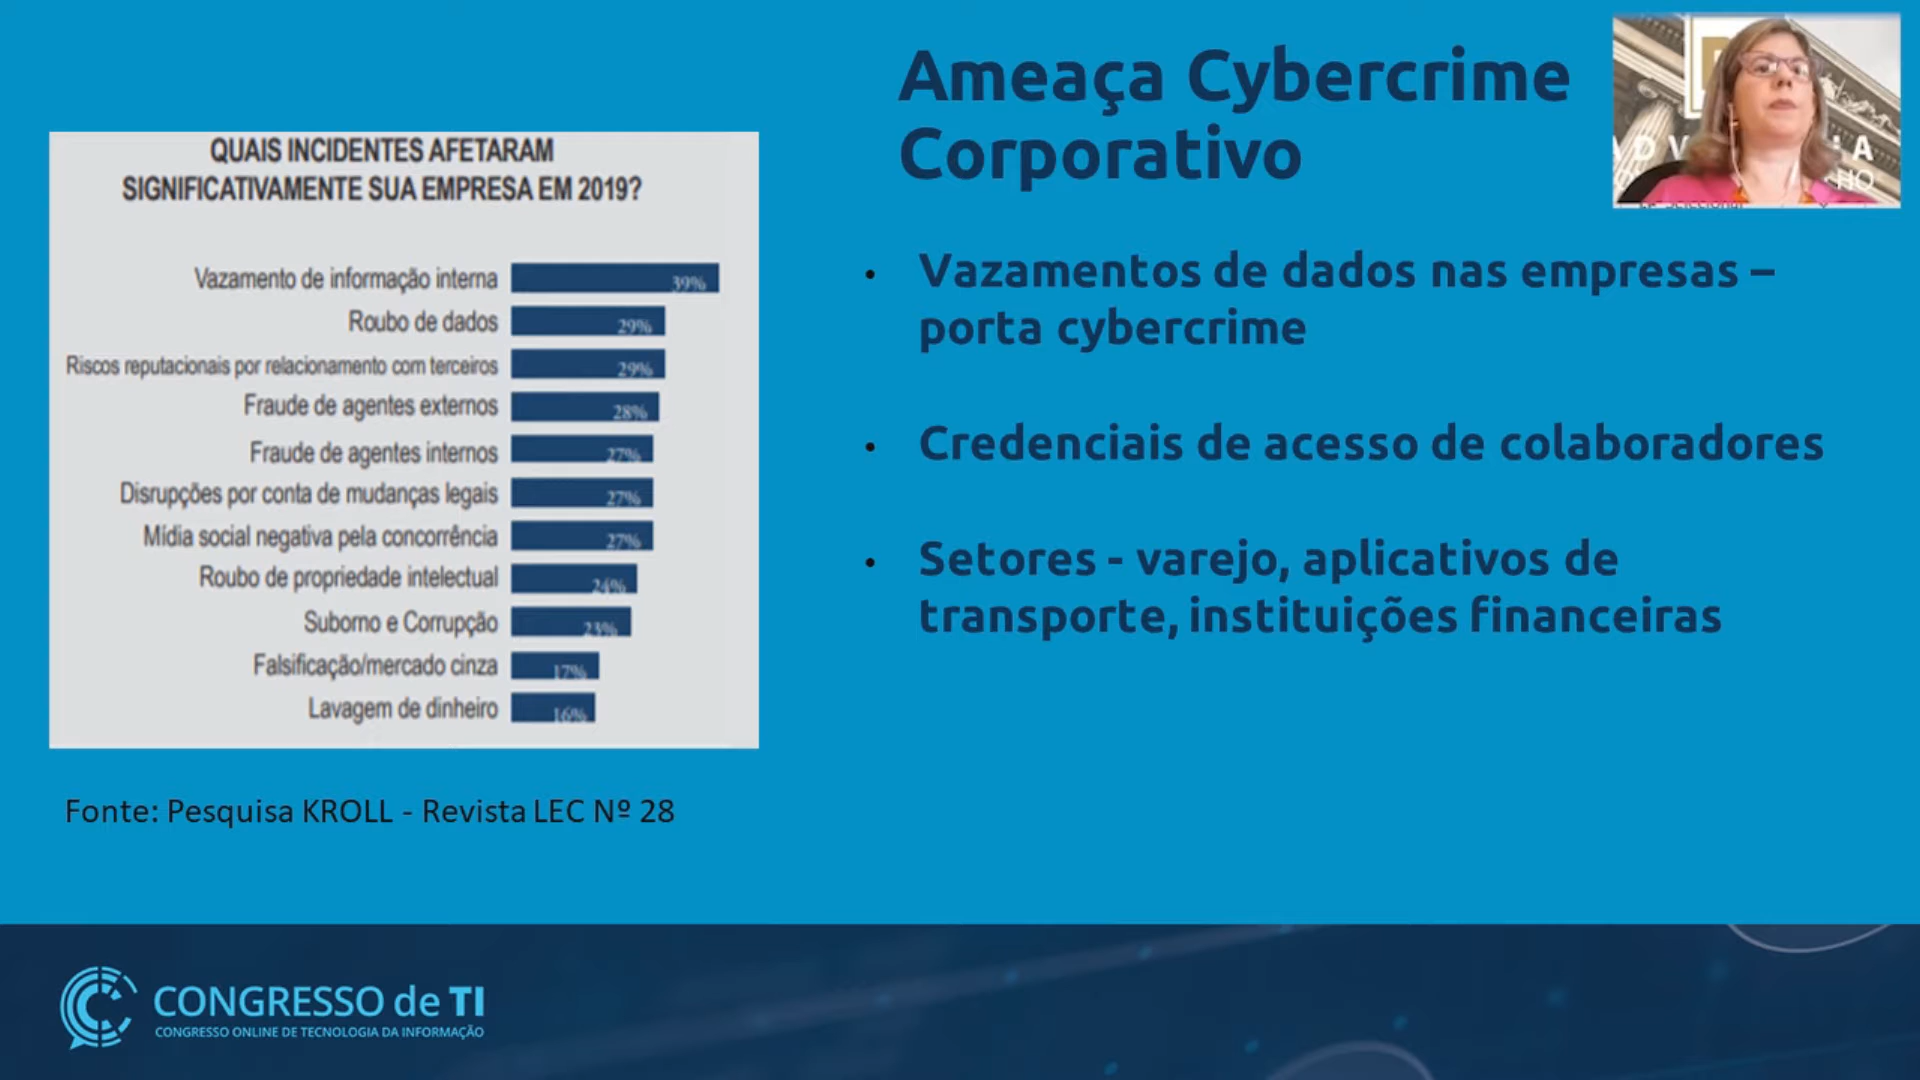 Ameaça Cybercrime
Corporativo
QUAIS INCIDENTES AFETARAM
SIGNIFICATIVAMENTE SUA EMPRESA EM 2019?
Vazamento de informação interna 39%
Roubo de dados 29%
Riscos reputacionais por relacionamento com terceiros 29%
Fraude de agentes externos 28%
Fraude de agentes internos 27%
Disrupções por conta de mudanças legais 27%
Mídia social negativa pela concorrência 27%
Roubo de propriedade intelectual 24%
Suborno e Corrupção 23%
Falsificação/mercado cinza 17%
Lavagem de dinheiro 16%
Fonte: Pesquisa KROLL - Revista LEC Nº 28
• Vazamentos de dados nas empresas –
porta cybercrime
• Credenciais de acesso de colaboradores
• Setores - varejo, aplicativos de
transporte, instituições financeiras
CONGRESSO de TI
CONGRESSO ONLINE DE TECNOLOGIA DA INFORMAÇÃO